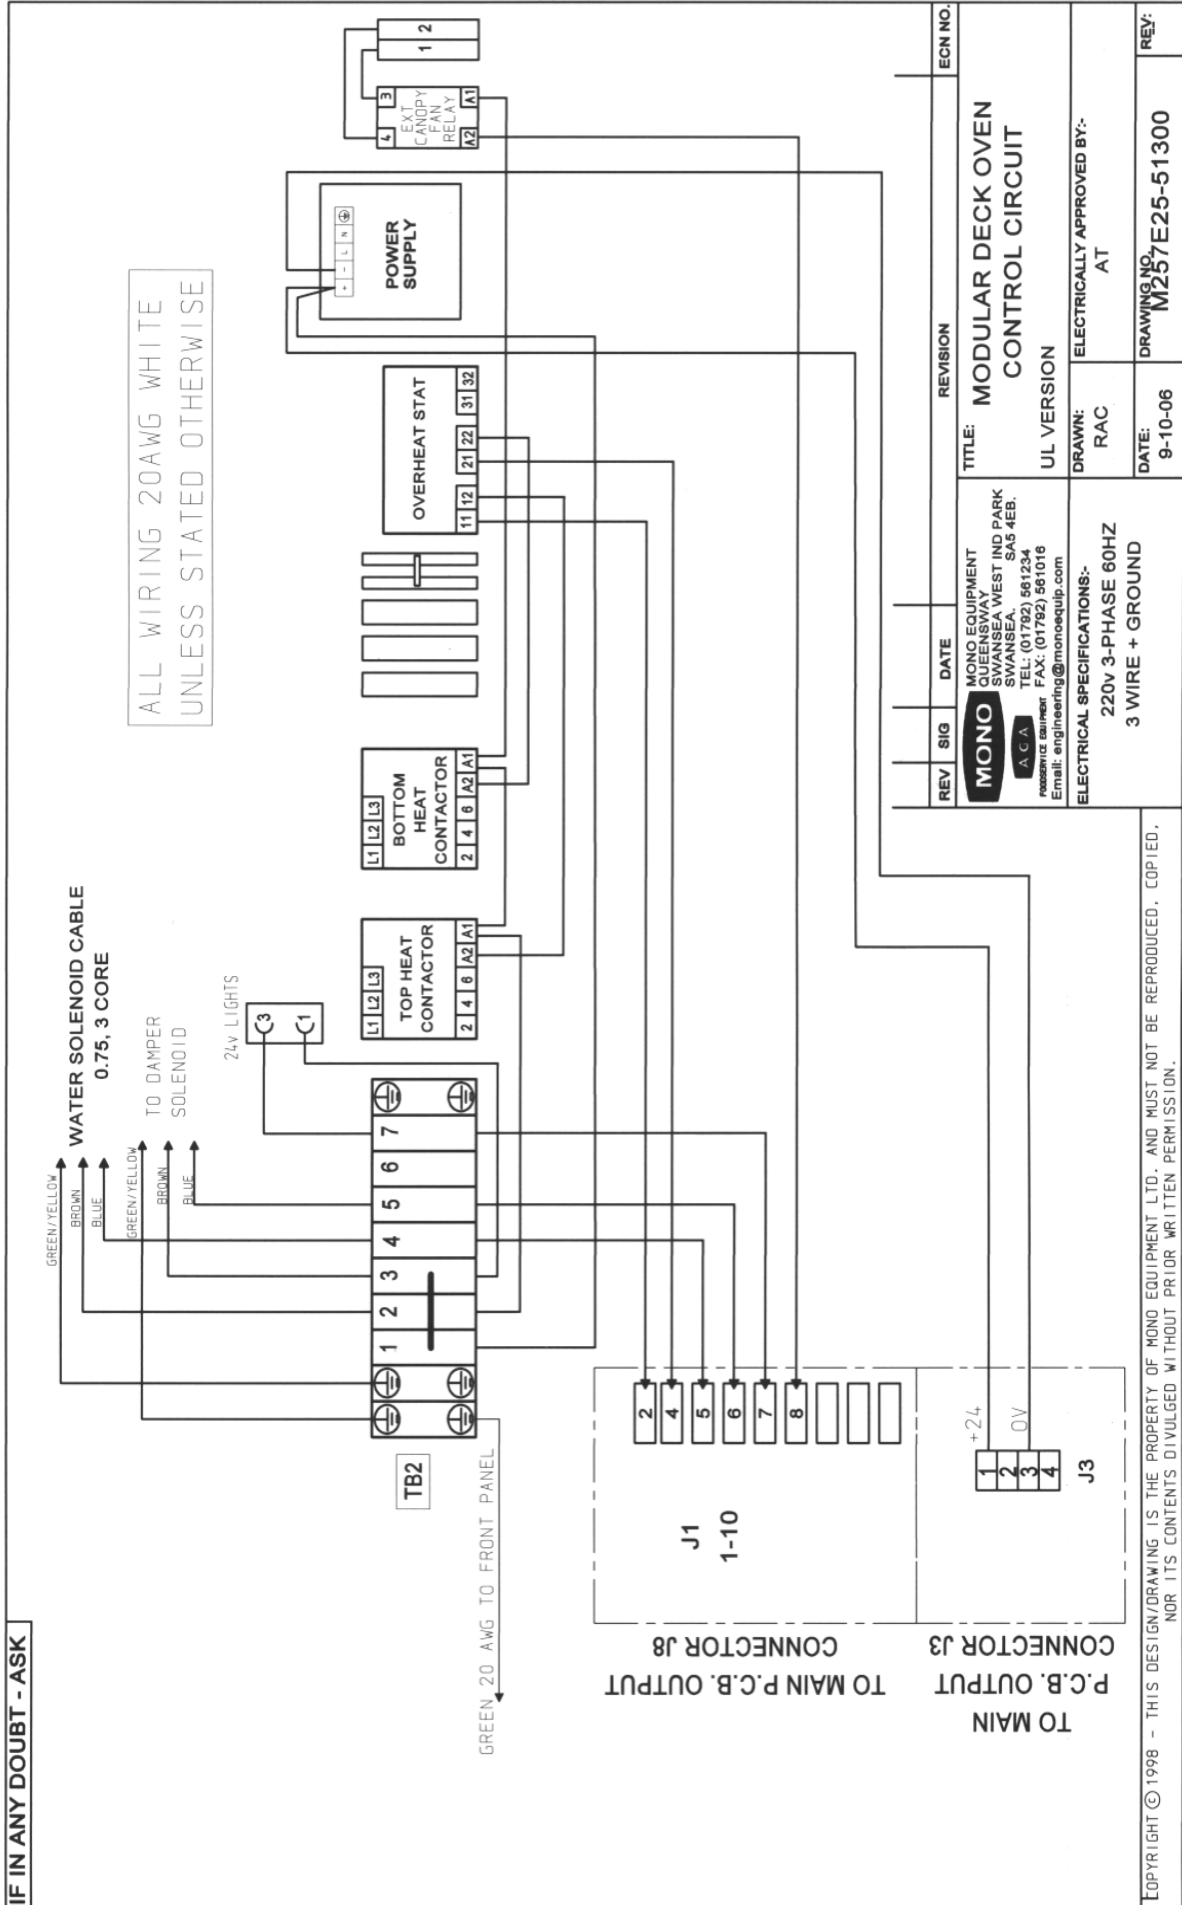 IF IN ANY DOUBT - ASK
ALL WIRING 20AWG WHITE
UNLESS STATED OTHERWISE
WATER SOLENOID CABLE
0.75, 3 CORE
GREEN/YELLOW
BROWN
BLUE
TO DAMPER
SOLENOID
GREEN/YELLOW
BROWN
BLUE
24v LIGHTS
3
1
TB2
1 2 3 4 5 6 7
GREEN 20 AWG TO FRONT PANEL
L1 L2 L3
TOP HEAT
CONTACTOR
2 4 6 A2 A1
L1 L2 L3
BOTTOM
HEAT
CONTACTOR
2 4 6 A2 A1
OVERHEAT STAT
11 12 21 22 31 32
+ - L N
POWER
SUPPLY
4 3
EXT
CANOPY
FAN
RELAY
A2 A1
1 2
J1
1-10
2
4
5
6
7
8
TO MAIN P.C.B. OUTPUT
CONNECTOR J8
+24
0V
1
2
3
4
J3
TO MAIN
P.C.B. OUTPUT
CONNECTOR J3
REV SIG DATE REVISION ECN NO.
MONO
AGA
FOODSERVICE EQUIPMENT
MONO EQUIPMENT
QUEENSWAY
SWANSEA WEST IND PARK
SWANSEA. SA5 4EB.
TEL: (01792) 561234
FAX: (01792) 561016
Email: engineering@monoequip.com
TITLE:
MODULAR DECK OVEN
CONTROL CIRCUIT
UL VERSION
ELECTRICAL SPECIFICATIONS:-
220v 3-PHASE 60HZ
3 WIRE + GROUND
DRAWN:
RAC
ELECTRICALLY APPROVED BY:-
AT
DATE:
9-10-06
DRAWING NO.
M257E25-51300
REV:
COPYRIGHT © 1998 - THIS DESIGN/DRAWING IS THE PROPERTY OF MONO EQUIPMENT LTD. AND MUST NOT BE REPRODUCED, COPIED,
NOR ITS CONTENTS DIVULGED WITHOUT PRIOR WRITTEN PERMISSION.